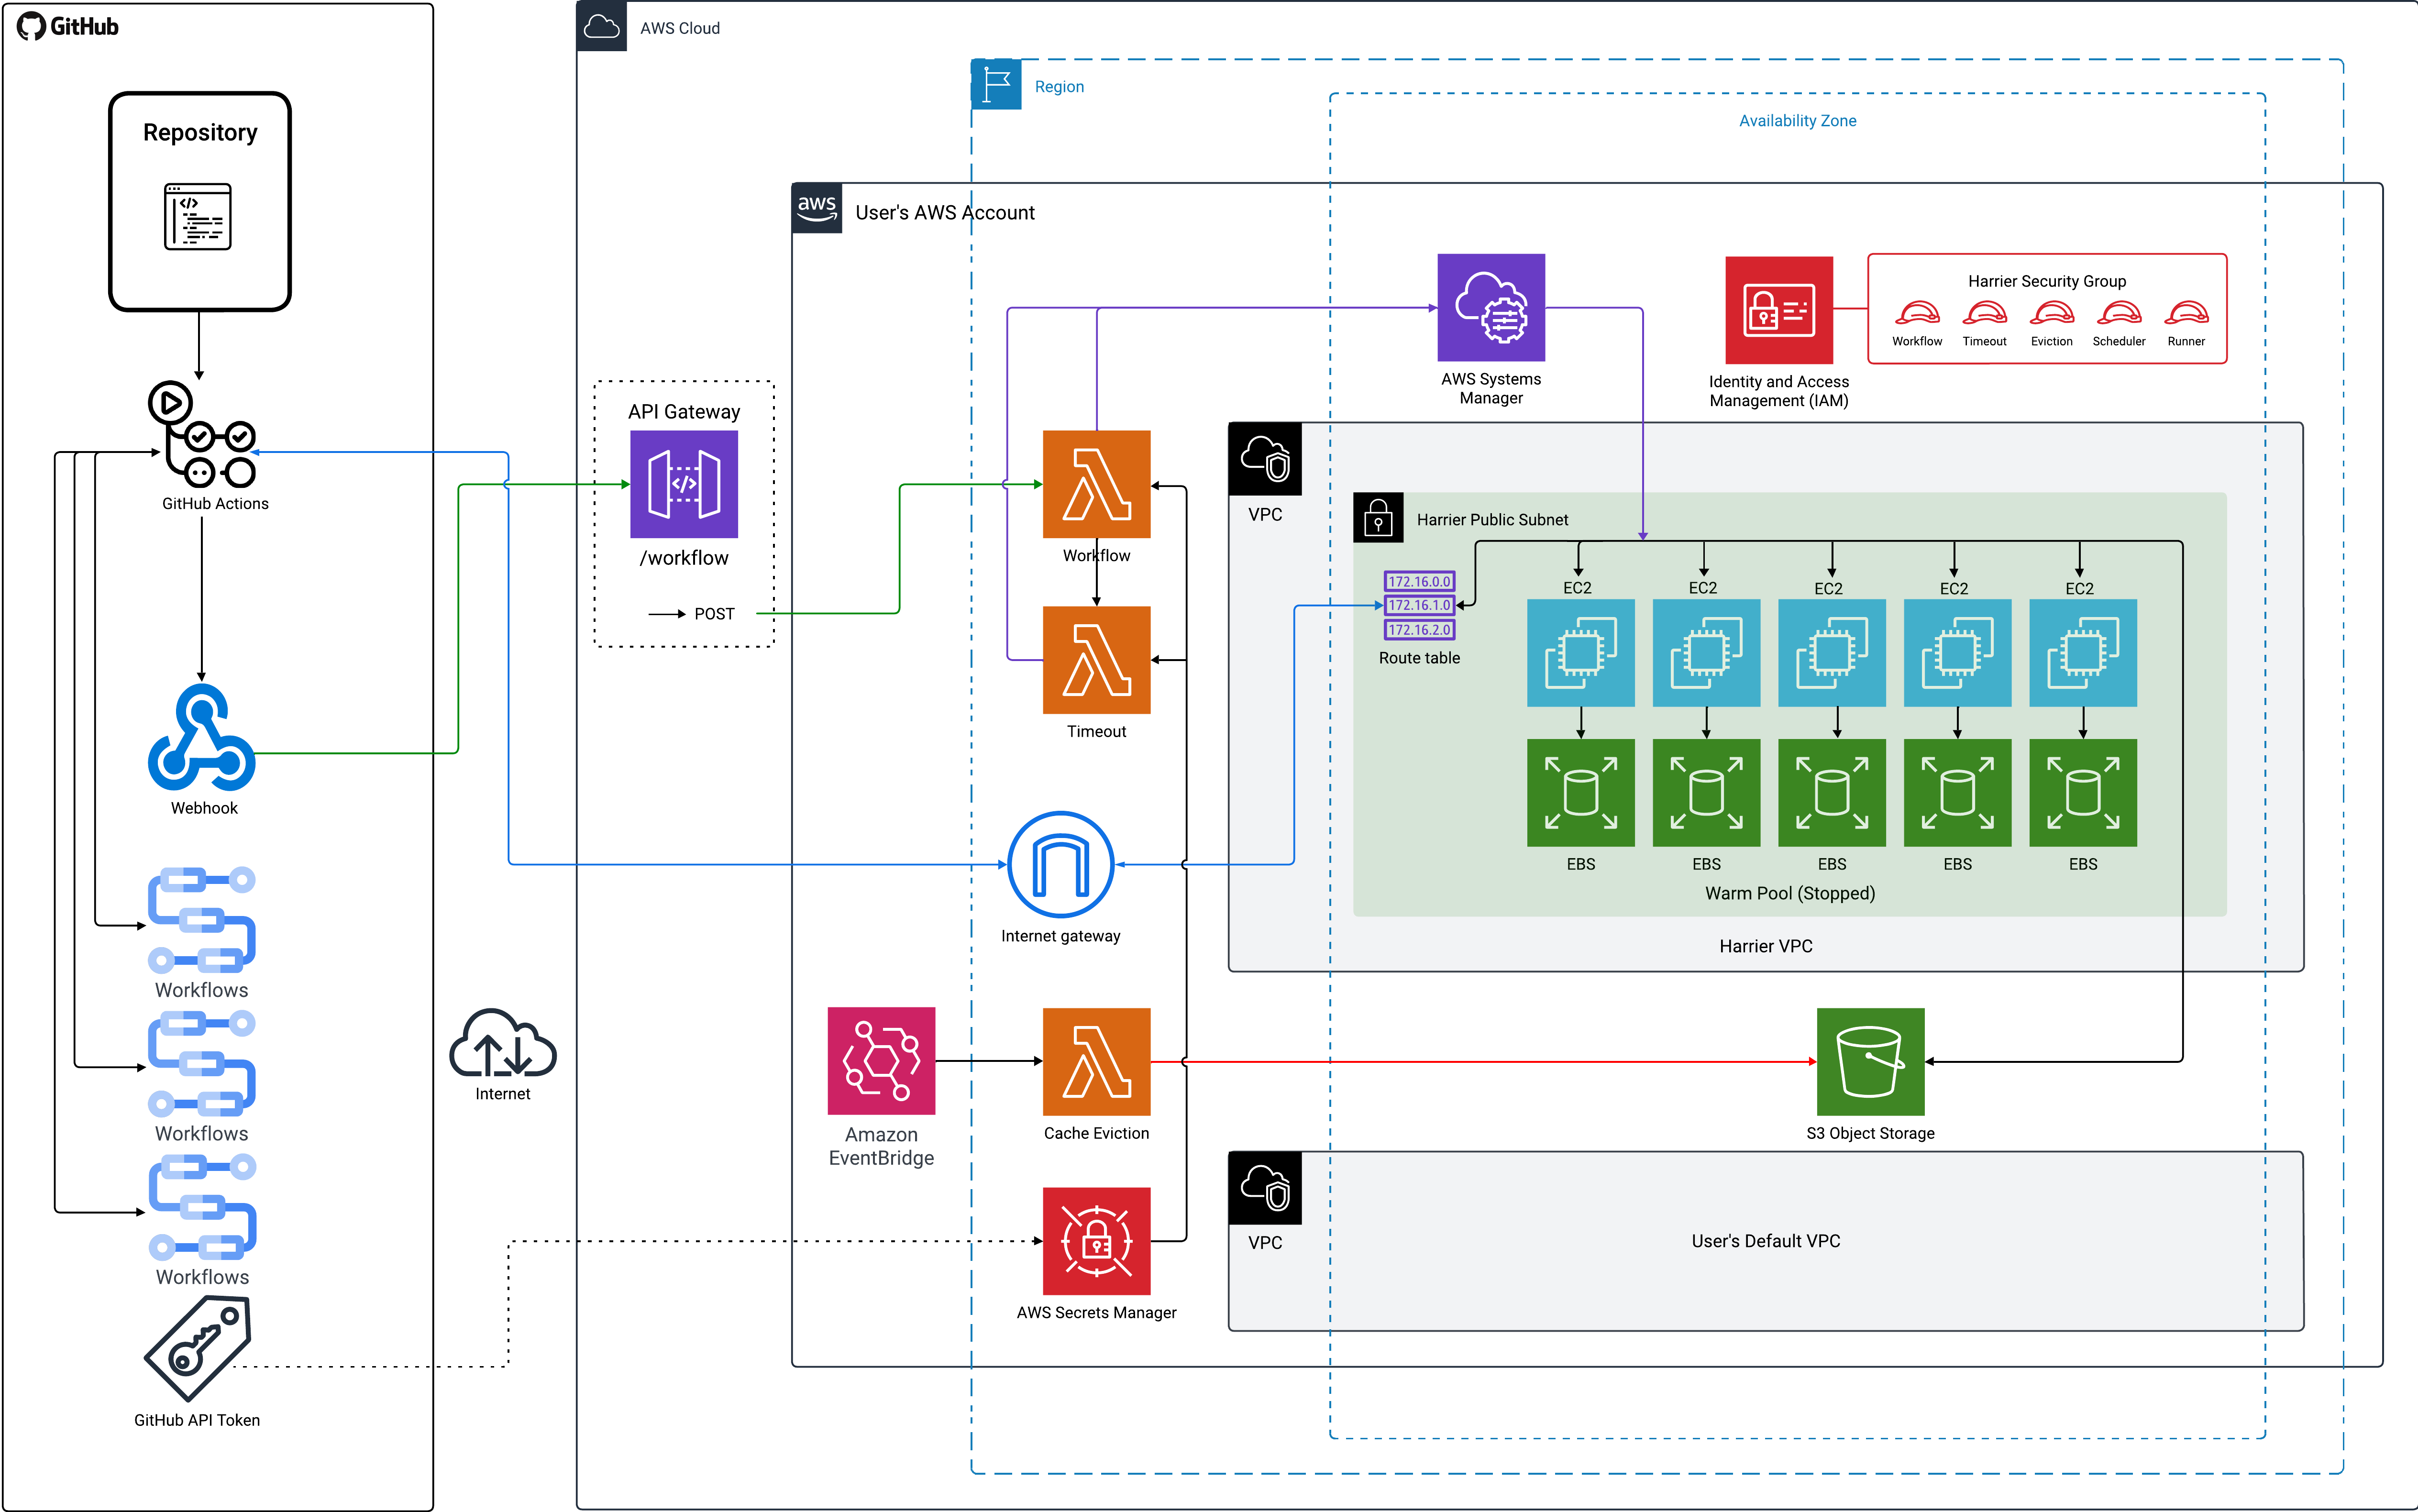 GitHub
Repository
GitHub Actions
Webhook
Workflows
Workflows
Workflows
GitHub API Token
Internet
AWS Cloud
Region
Availability Zone
aws
User's AWS Account
API Gateway
/workflow
POST
Workflow
Timeout
Internet gateway
Amazon
EventBridge
Cache Eviction
AWS Secrets Manager
AWS Systems
Manager
Identity and Access
Management (IAM)
Harrier Security Group
Workflow Timeout Eviction Scheduler Runner
VPC
Harrier Public Subnet
172.16.0.0
172.16.1.0
172.16.2.0
Route table
EC2 EC2 EC2 EC2 EC2
EBS EBS EBS EBS EBS
Warm Pool (Stopped)
Harrier VPC
S3 Object Storage
VPC
User's Default VPC